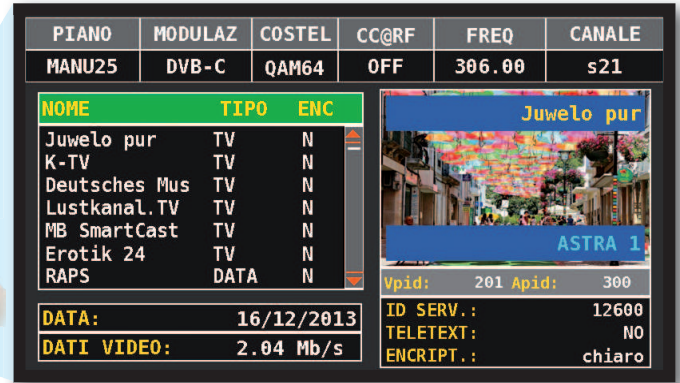 PIANO MODULAZ COSTEL CC@RF FREQ CANALE
MANU25 DVB-C QAM64 OFF 306.00 s21
NOME TIPO ENC
Juwelo pur TV N
K-TV TV N
Deutsches Mus TV N
Lustkanal.TV TV N
MB SmartCast TV N
Erotik 24 TV N
RAPS DATA N
DATA: 16/12/2013
DATI VIDEO: 2.04 Mb/s
Juwelo pur
ASTRA 1
Vpid: 201 Apid: 300
ID SERV.: 12600
TELETEXT: NO
ENCRIPT.: chiaro